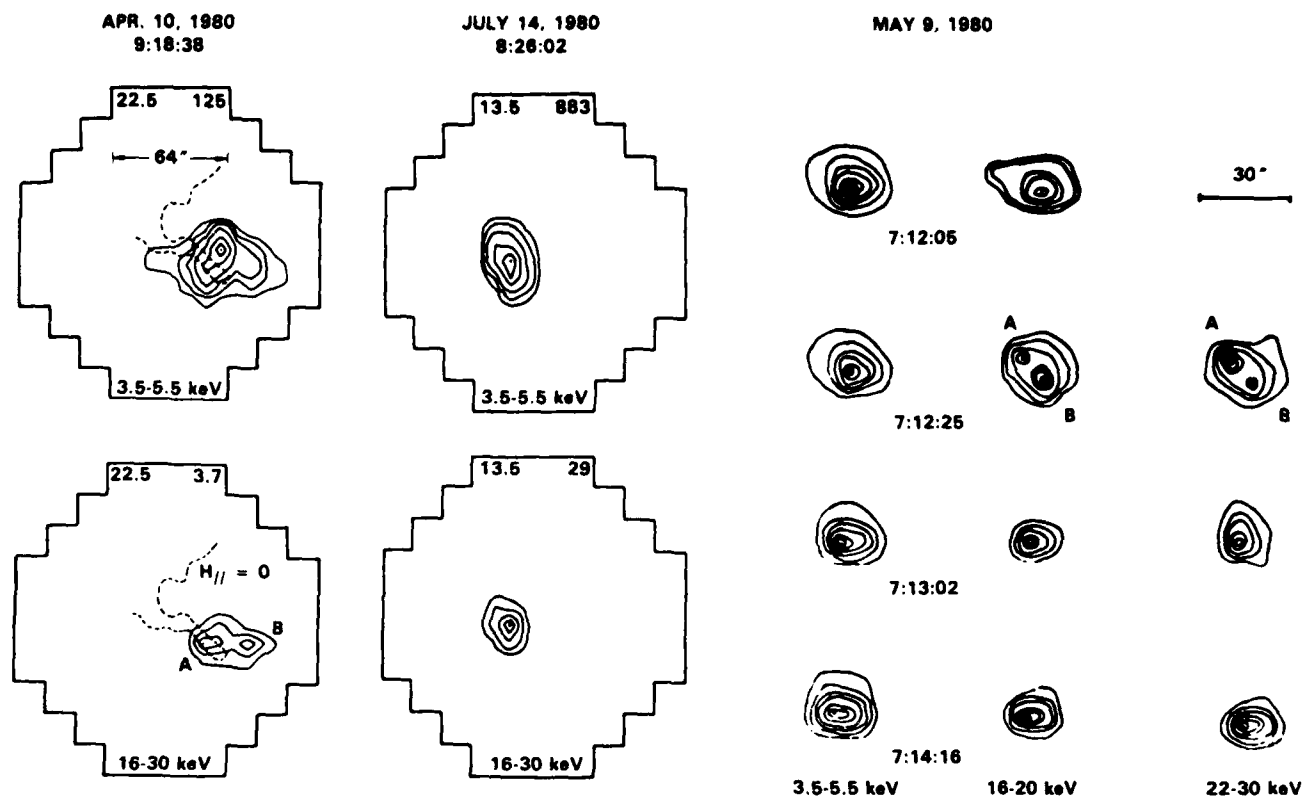 APR. 10, 1980
9:18:38
JULY 14, 1980
8:26:02
MAY 9, 1980
22.5 125
64"
3.5-5.5 keV
13.5 883
3.5-5.5 keV
22.5 3.7
H// = 0
A
B
16-30 keV
13.5 29
16-30 keV
30"
7:12:05
A
B
A
B
7:12:25
7:13:02
7:14:16
3.5-5.5 keV
16-20 keV
22-30 keV